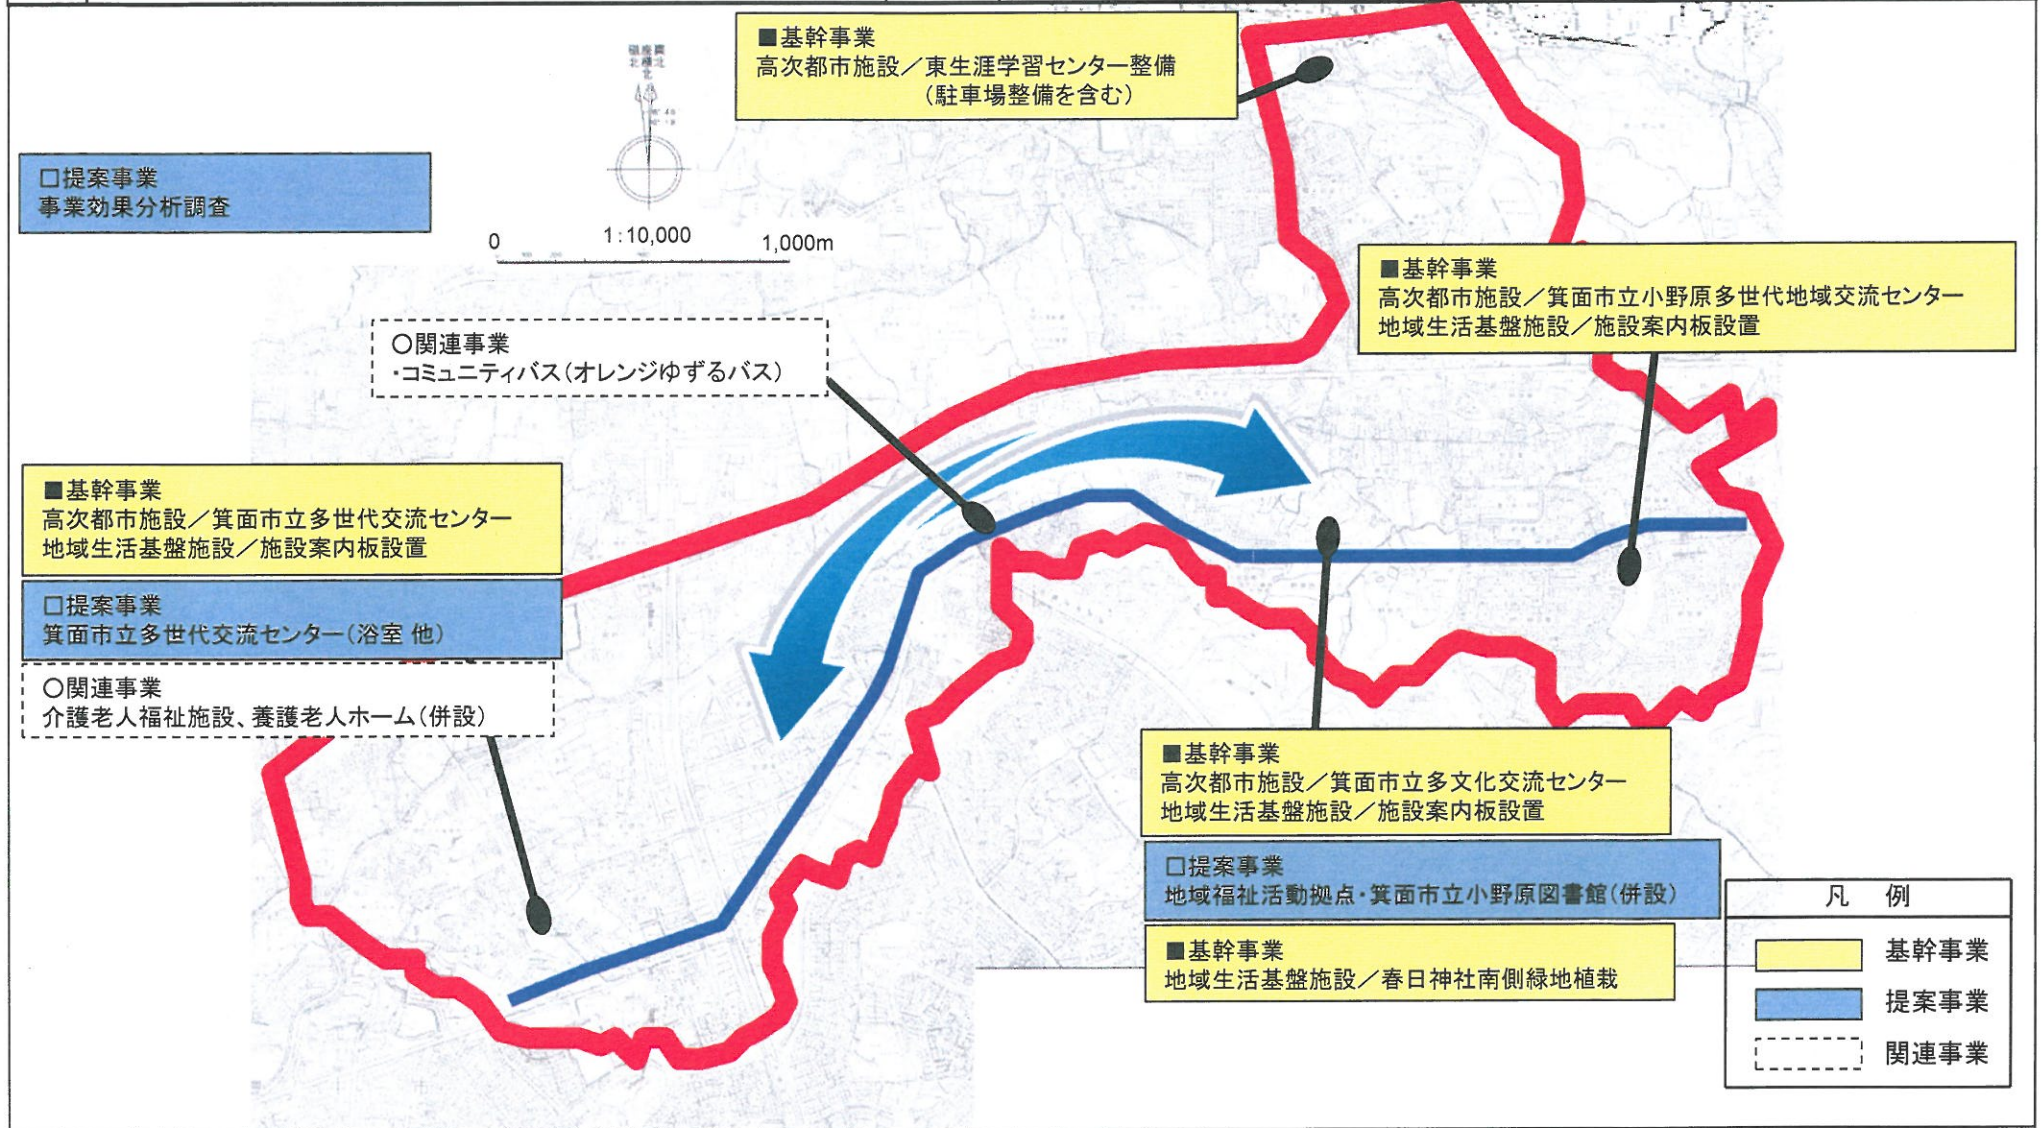 ■基幹事業
高次都市施設／東生涯学習センター整備
(駐車場整備を含む)
□提案事業
事業効果分析調査
0 1:10,000 1,000m
■基幹事業
高次都市施設／箕面市立小野原多世代地域交流センター
地域生活基盤施設／施設案内板設置
○関連事業
・コミュニティバス(オレンジゆずるバス)
■基幹事業
高次都市施設／箕面市立多世代交流センター
地域生活基盤施設／施設案内板設置
□提案事業
箕面市立多世代交流センター(浴室 他)
○関連事業
介護老人福祉施設、養護老人ホーム(併設)
■基幹事業
高次都市施設／箕面市立多文化交流センター
地域生活基盤施設／施設案内板設置
□提案事業
地域福祉活動拠点・箕面市立小野原図書館(併設)
■基幹事業
地域生活基盤施設／春日神社南側緑地植栽
凡 例
基幹事業
提案事業
関連事業